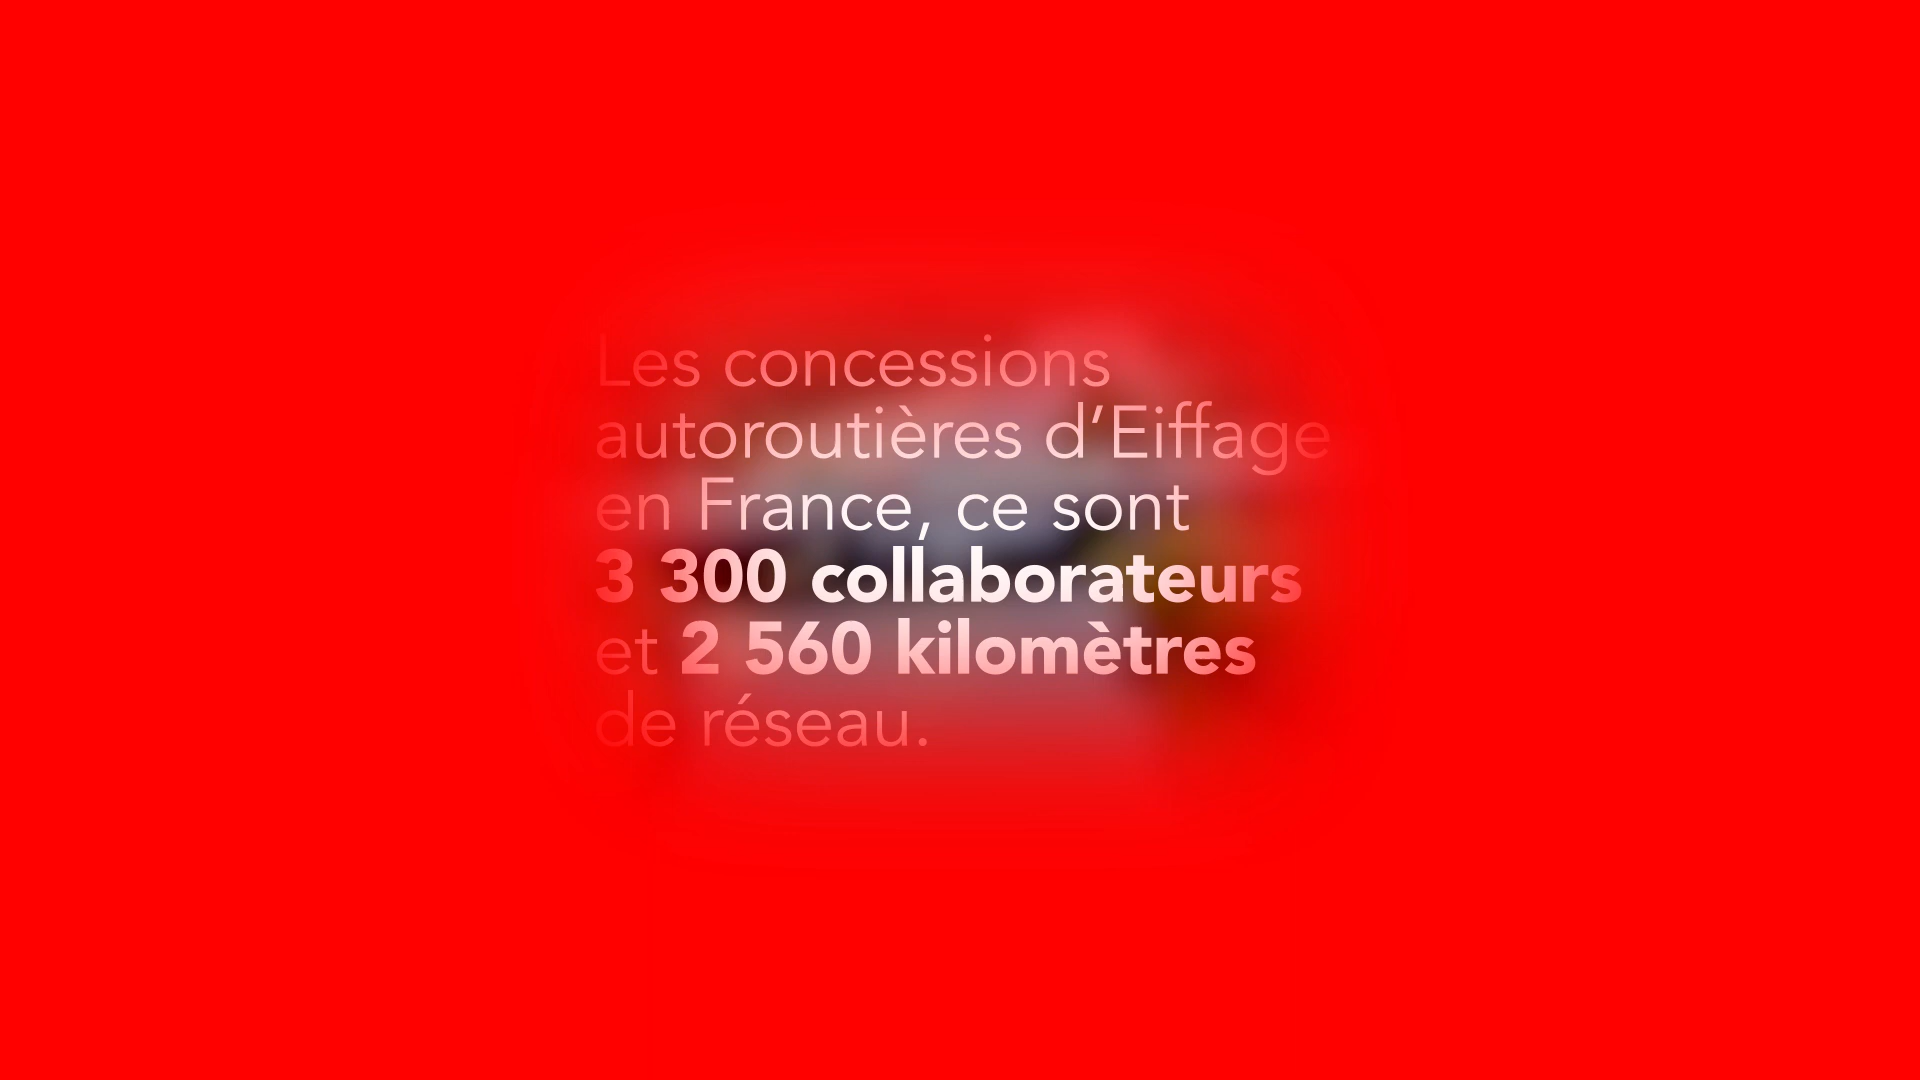 Les concessions
autoroutières d’Eiffage
en France, ce sont
3 300 collaborateurs
et 2 560 kilomètres
de réseau.